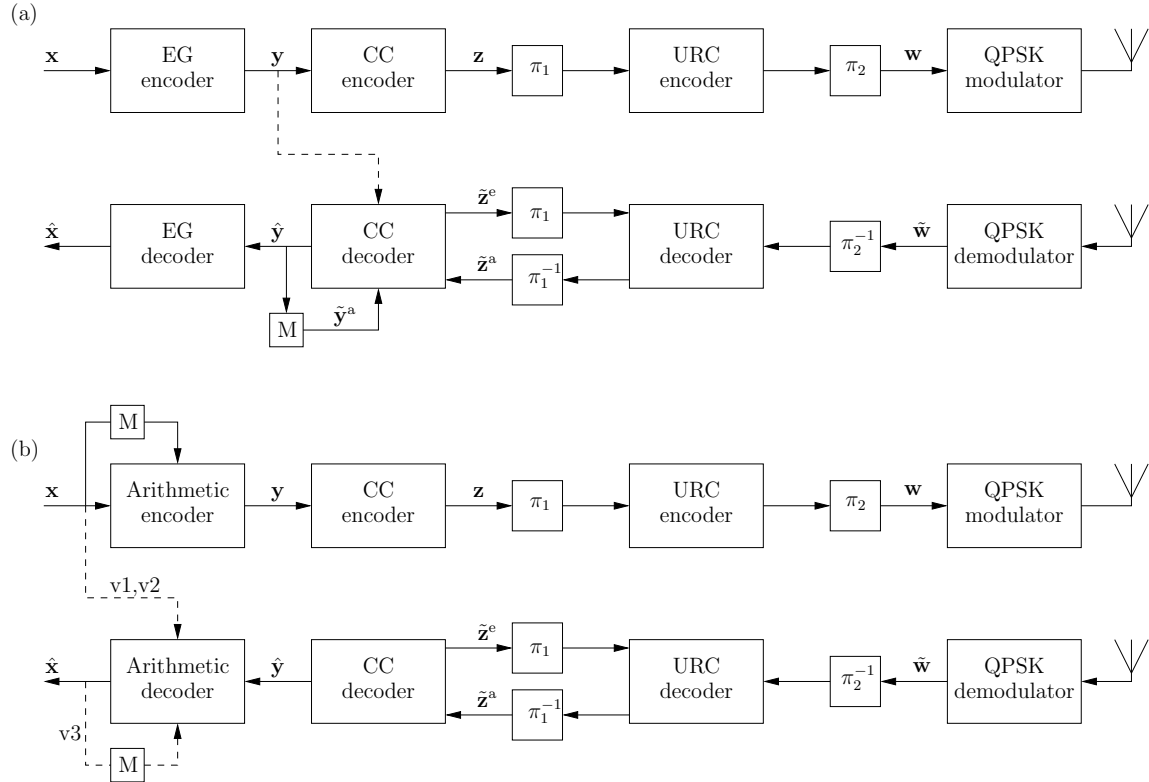 (a)
x
EG
encoder
y
CC
encoder
z
π₁
URC
encoder
π₂
w
QPSK
modulator
x̂
EG
decoder
ŷ
CC
decoder
z̃ᵉ
π₁
z̃ᵃ
π₁⁻¹
URC
decoder
π₂⁻¹
w̃
QPSK
demodulator
M
ỹᵃ
(b)
M
x
Arithmetic
encoder
y
CC
encoder
z
π₁
URC
encoder
π₂
w
QPSK
modulator
v1,v2
x̂
Arithmetic
decoder
ŷ
CC
decoder
z̃ᵉ
π₁
z̃ᵃ
π₁⁻¹
URC
decoder
π₂⁻¹
w̃
QPSK
demodulator
v3
M